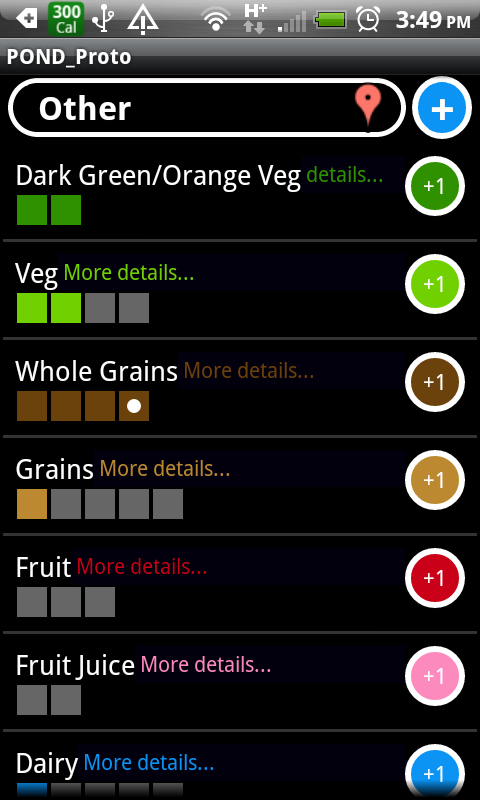 300
Cal
H+
3:49 PM
POND_Proto
Other
+
Dark Green/Orange Veg details...
+1
Veg More details...
+1
Whole Grains More details...
+1
Grains More details...
+1
Fruit More details...
+1
Fruit Juice More details...
+1
Dairy More details...
+1